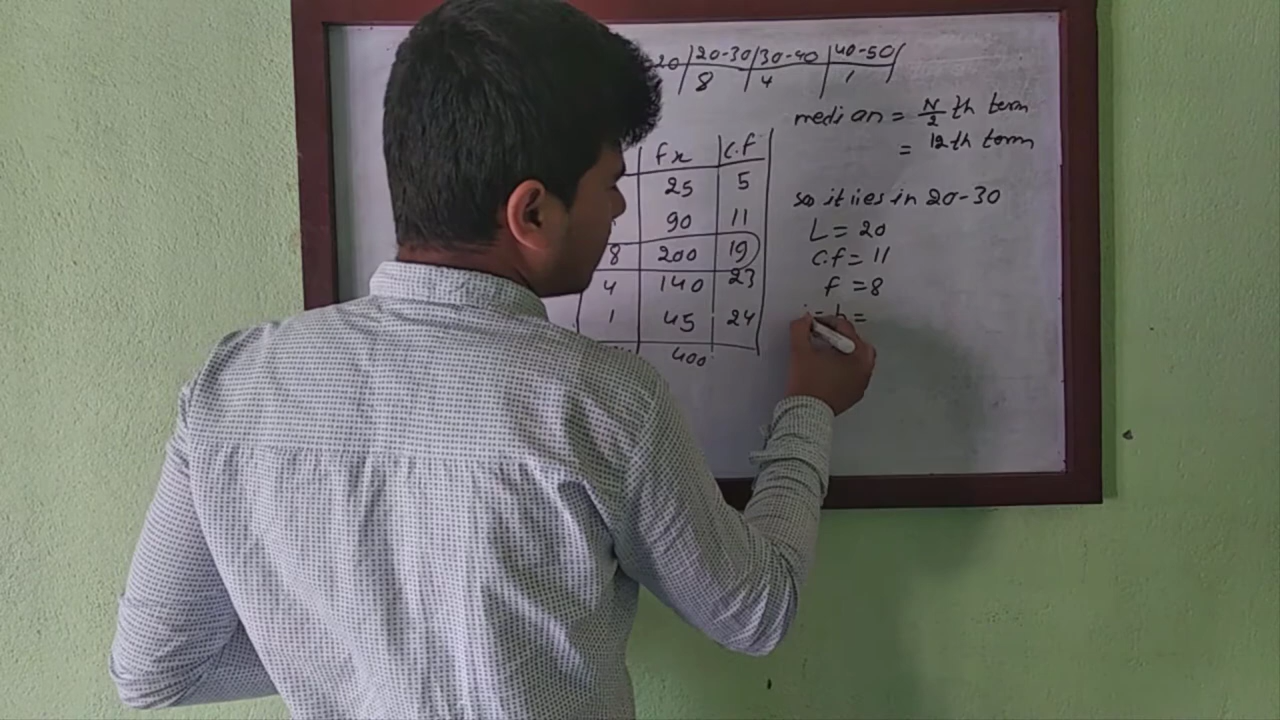 20 | 20-30 | 30-40 | 40-50
8 | 4 | 1
fx | C.f
25 | 5
90 | 11
8 | 200 | 19
4 | 140 | 23
1 | 45 | 24
400
median = N/2 th term
= 12th term
so it lies in 20-30
L = 20
C.f = 11
f = 8
h =